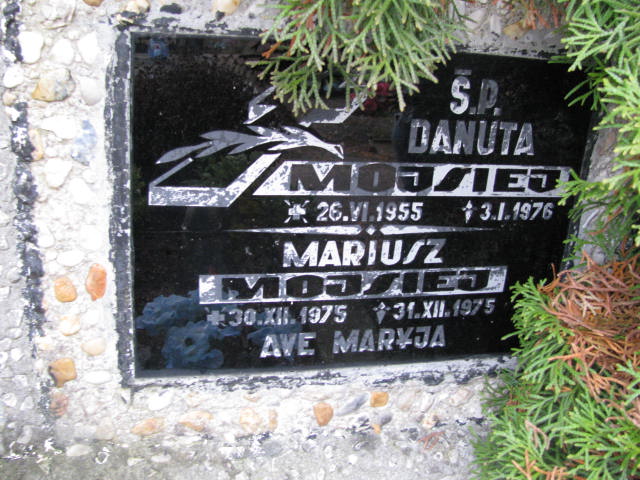 Ś.P.
DANUTA
MOJSIEJ
* 26.VI.1955 † 3.I.1976
MARIUSZ
MOJSIEJ
* 30.XII.1975 † 31.XII.1975
AVE MARYJA